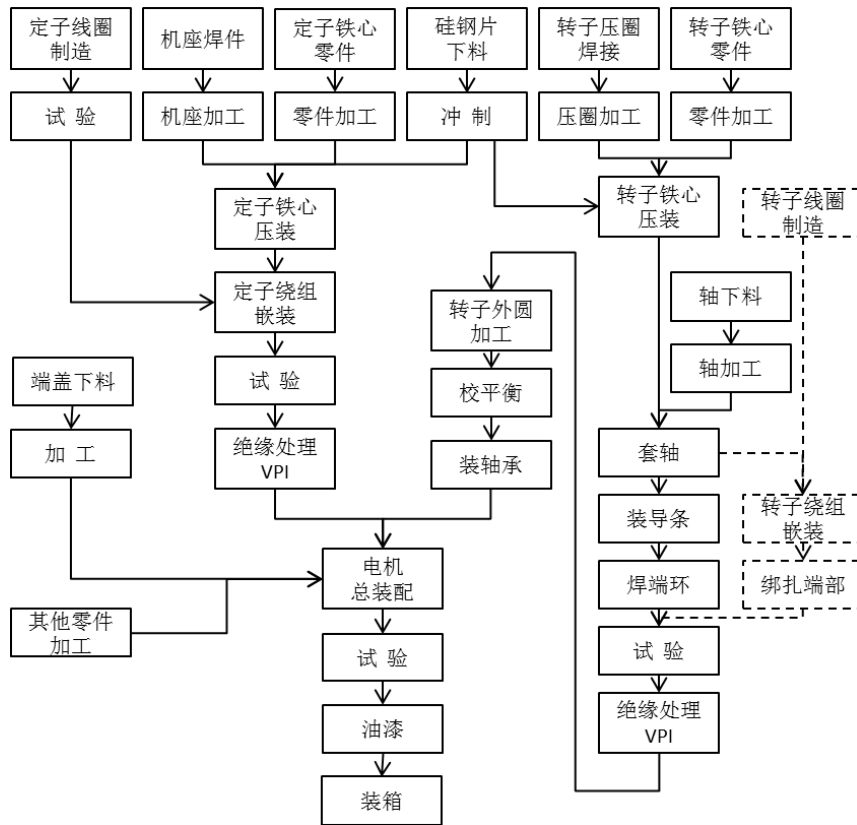 定子线圈
制造
机座焊件
定子铁心
零件
硅钢片
下料
转子压圈
焊接
转子铁心
零件
试 验
机座加工
零件加工
冲 制
压圈加工
零件加工
定子铁心
压装
转子铁心
压装
转子线圈
制造
定子绕组
嵌装
转子外圆
加工
轴下料
端盖下料
试 验
校平衡
轴加工
加 工
绝缘处理
VPI
装轴承
套轴
装导条
转子绕组
嵌装
电机
总装配
焊端环
绑扎端部
其他零件
加工
试 验
试 验
油漆
绝缘处理
VPI
装箱